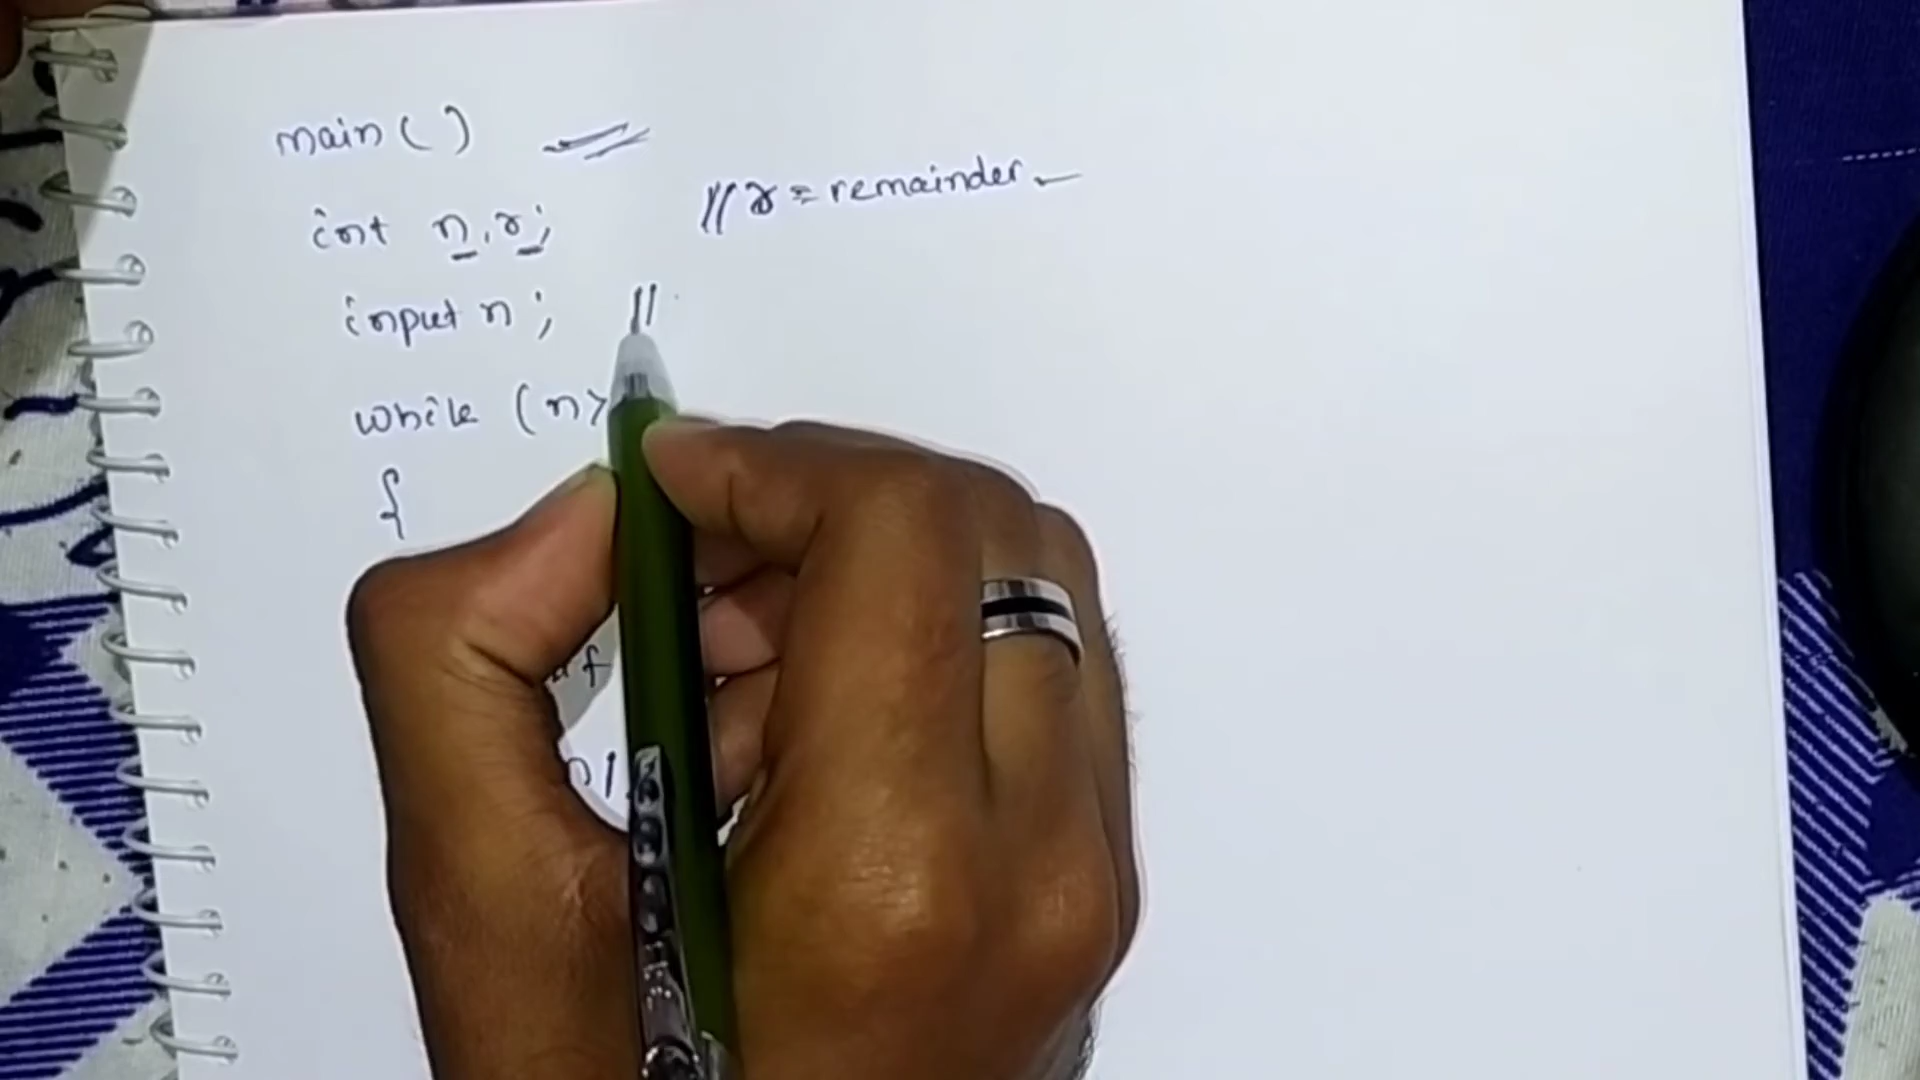 main()
int n,r; //r = remainder
input n; //
while (n>
{